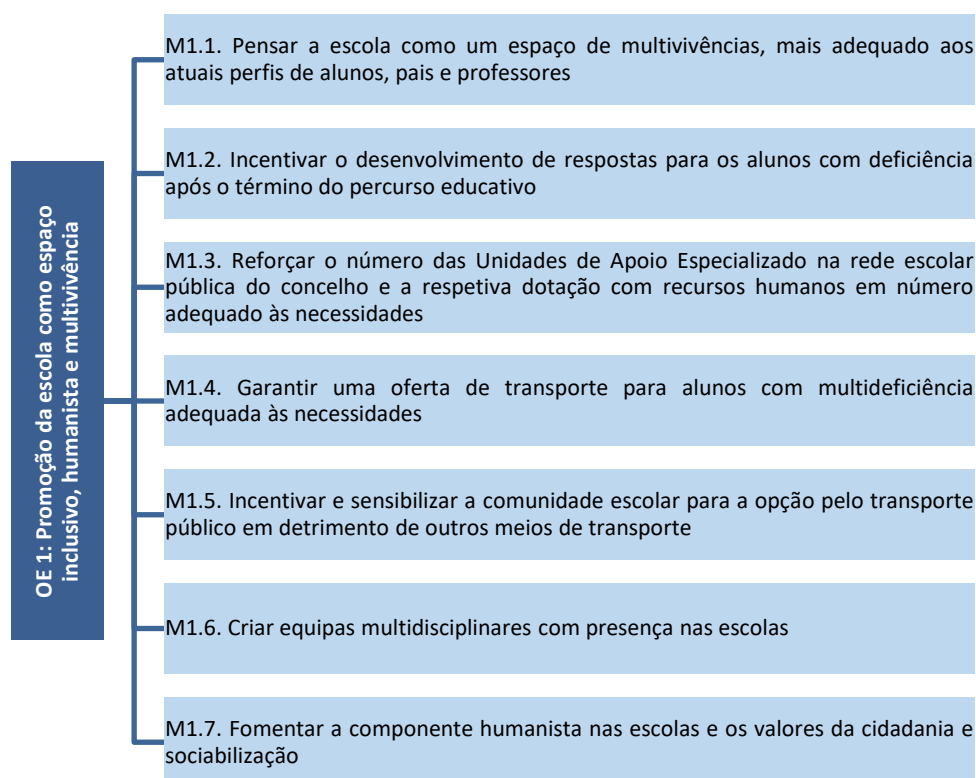 OE 1: Promoção da escola como espaço
inclusivo, humanista e multivivência
M1.1. Pensar a escola como um espaço de multivivências, mais adequado aos
atuais perfis de alunos, pais e professores
M1.2. Incentivar o desenvolvimento de respostas para os alunos com deficiência
após o término do percurso educativo
M1.3. Reforçar o número das Unidades de Apoio Especializado na rede escolar
pública do concelho e a respetiva dotação com recursos humanos em número
adequado às necessidades
M1.4. Garantir uma oferta de transporte para alunos com multideficiência
adequada às necessidades
M1.5. Incentivar e sensibilizar a comunidade escolar para a opção pelo transporte
público em detrimento de outros meios de transporte
M1.6. Criar equipas multidisciplinares com presença nas escolas
M1.7. Fomentar a componente humanista nas escolas e os valores da cidadania e
sociabilização